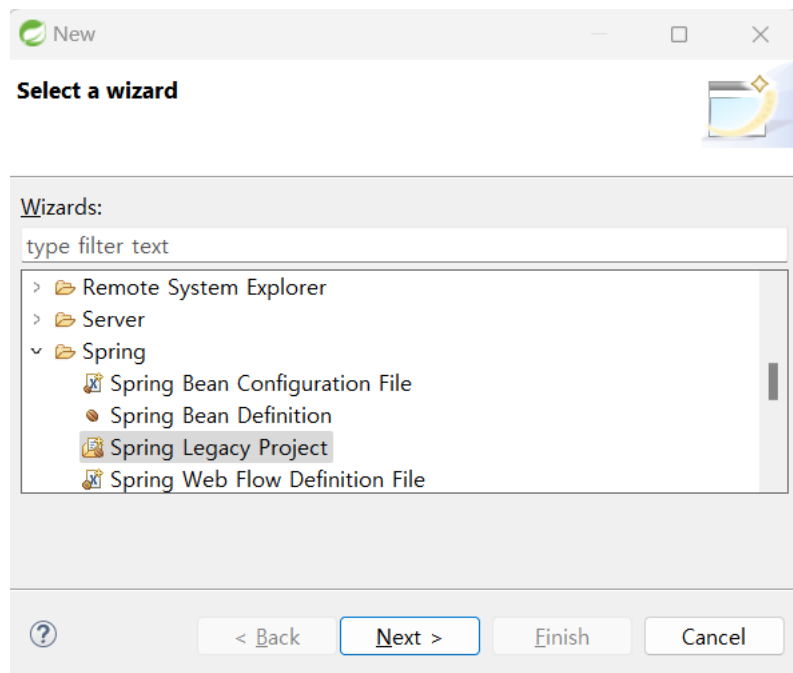 New
Select a wizard
Wizards:
type filter text
Remote System Explorer
Server
Spring
Spring Bean Configuration File
Spring Bean Definition
Spring Legacy Project
Spring Web Flow Definition File
? < Back Next > Finish Cancel